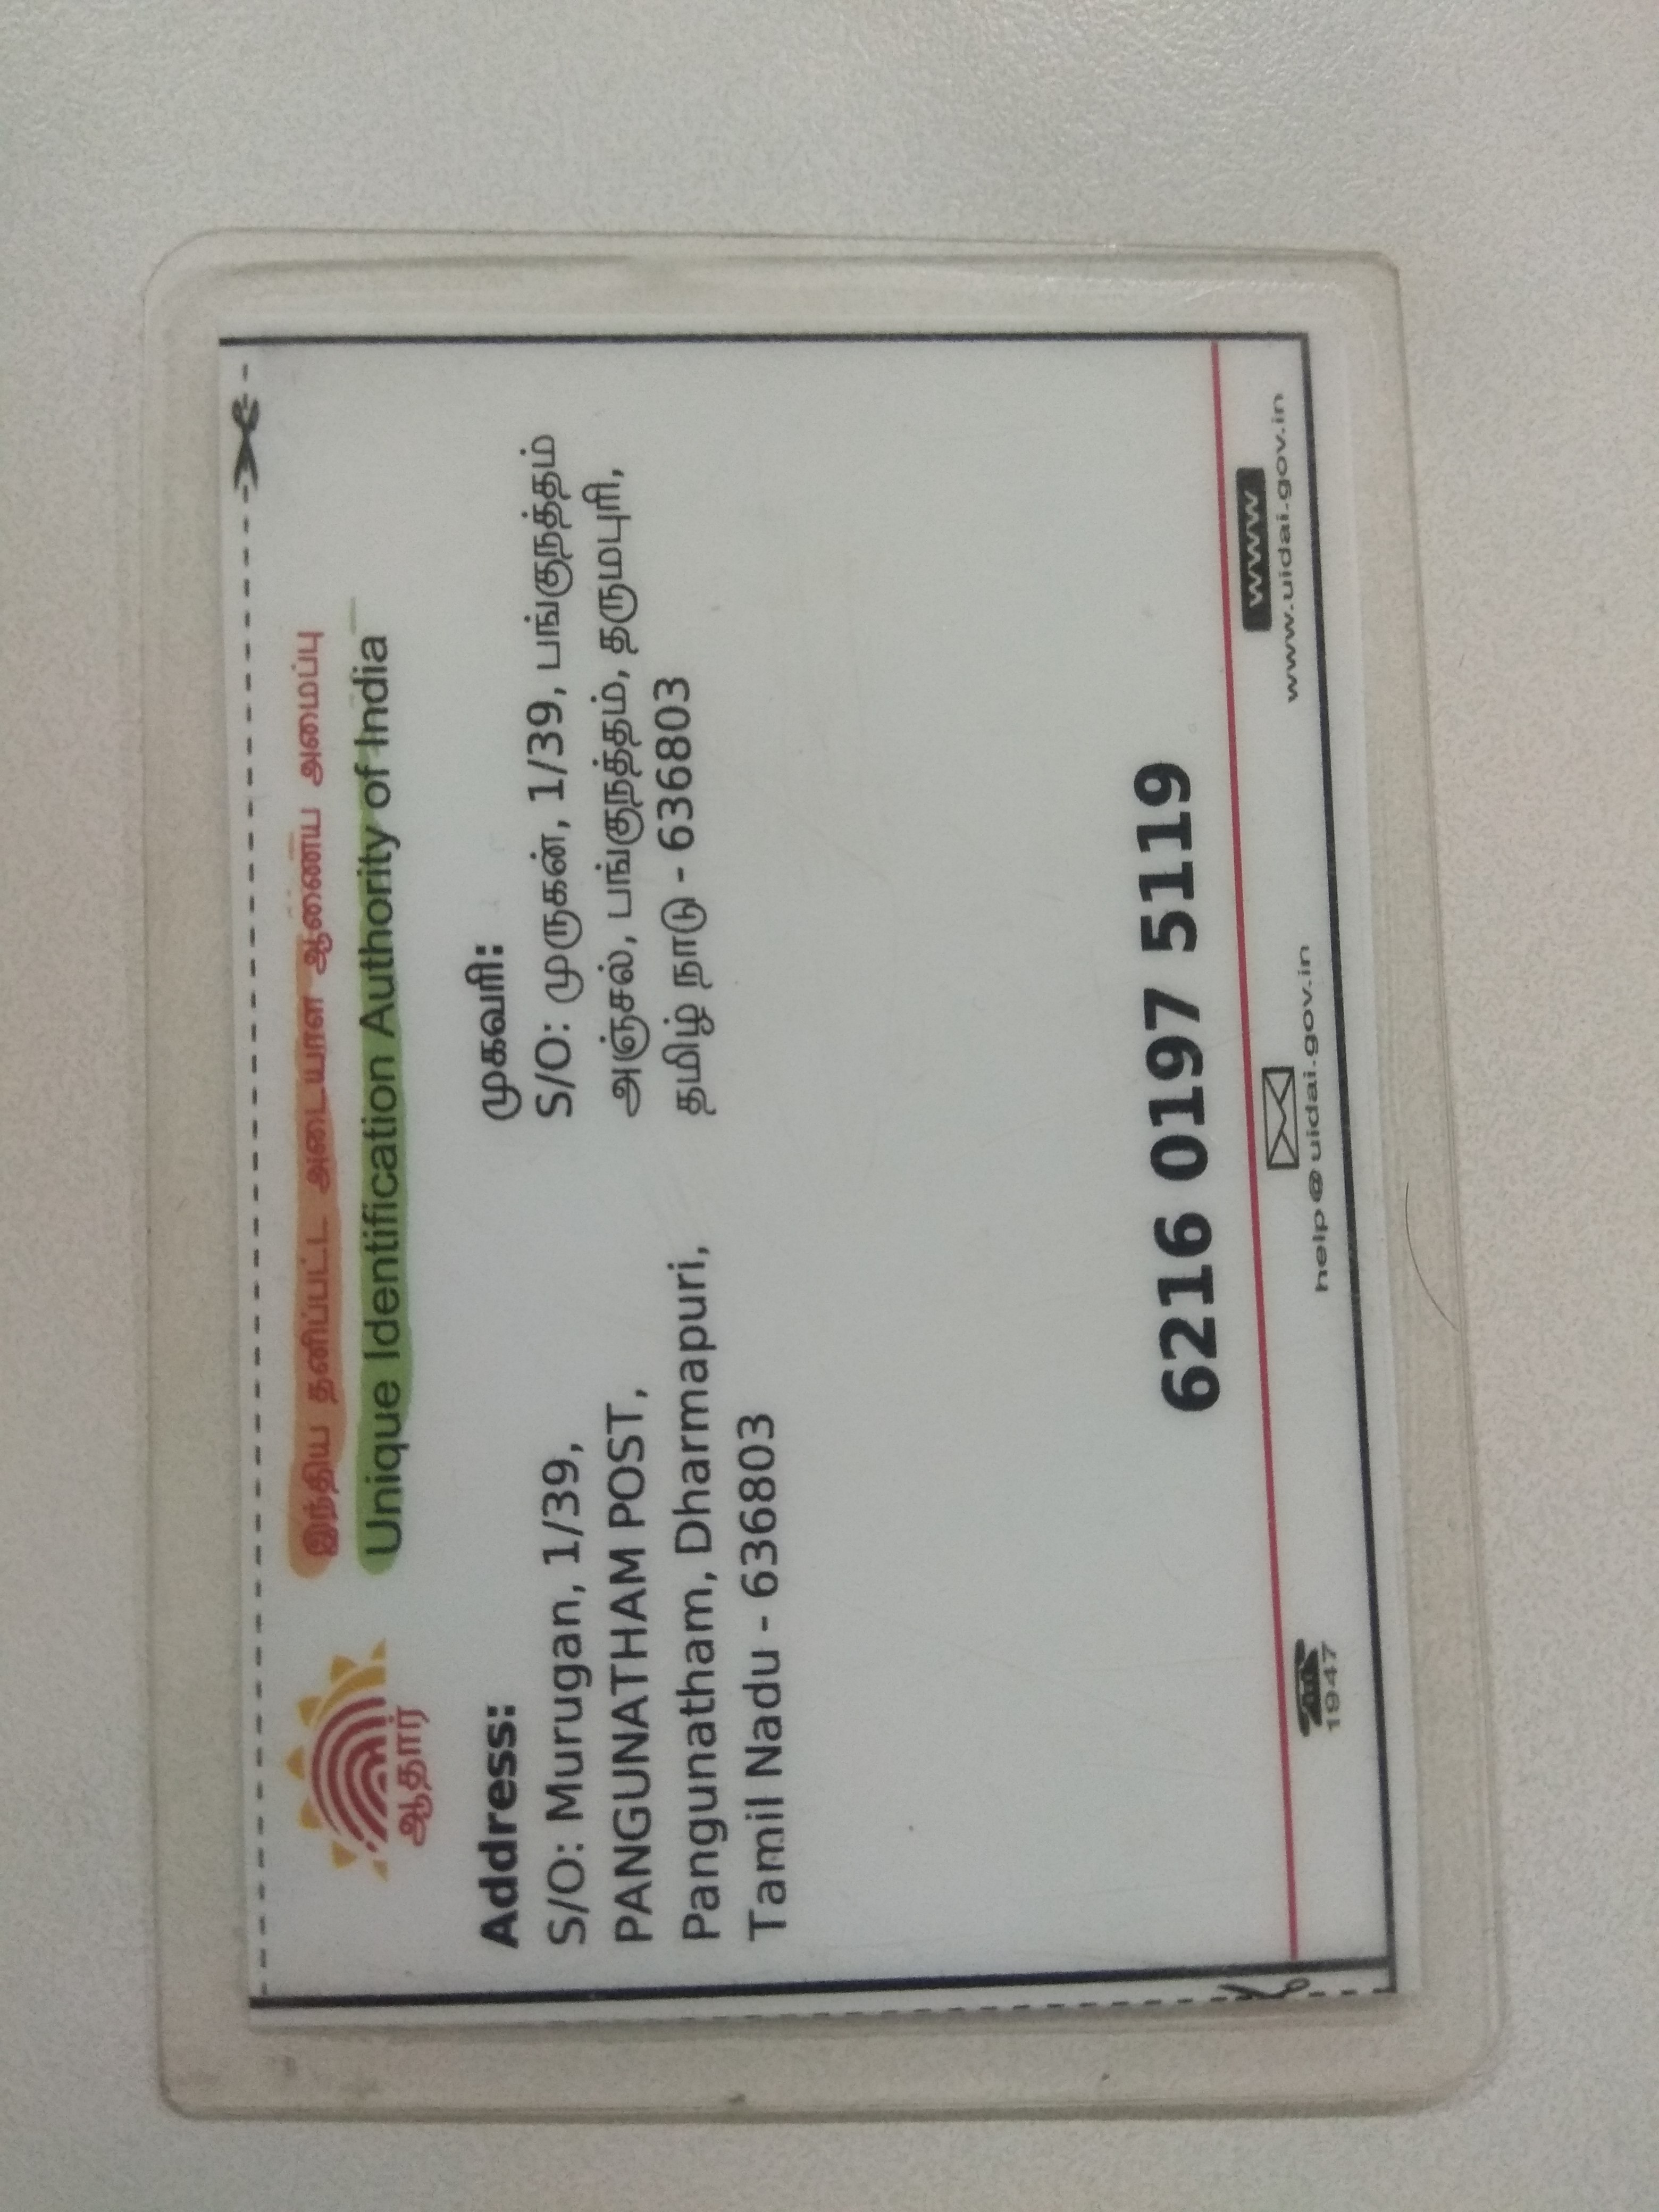 இந்திய தனிப்பட்ட அடையாள ஆணைய அமைப்பு
Unique Identification Authority of India
ஆதார்
Address:
S/O: Murugan, 1/39,
PANGUNATHAM POST,
Pangunatham, Dharmapuri,
Tamil Nadu - 636803
முகவரி:
S/O: முருகன், 1/39, பங்குநத்தம்
அஞ்சல், பங்குநத்தம், தருமபுரி,
தமிழ் நாடு - 636803
6216 0197 5119
1947
help@uidai.gov.in
www
www.uidai.gov.in